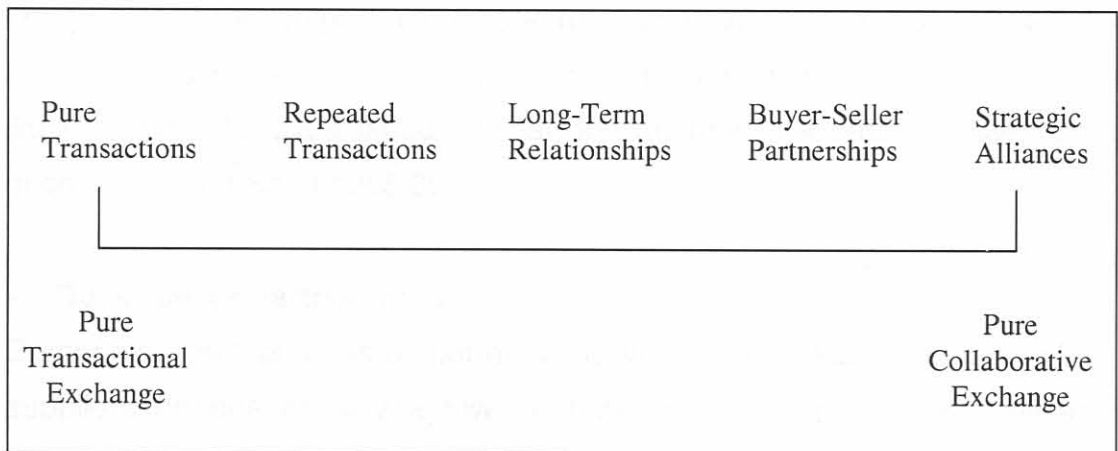 Pure
Transactions
Repeated
Transactions
Long-Term
Relationships
Buyer-Seller
Partnerships
Strategic
Alliances
Pure
Transactional
Exchange
Pure
Collaborative
Exchange